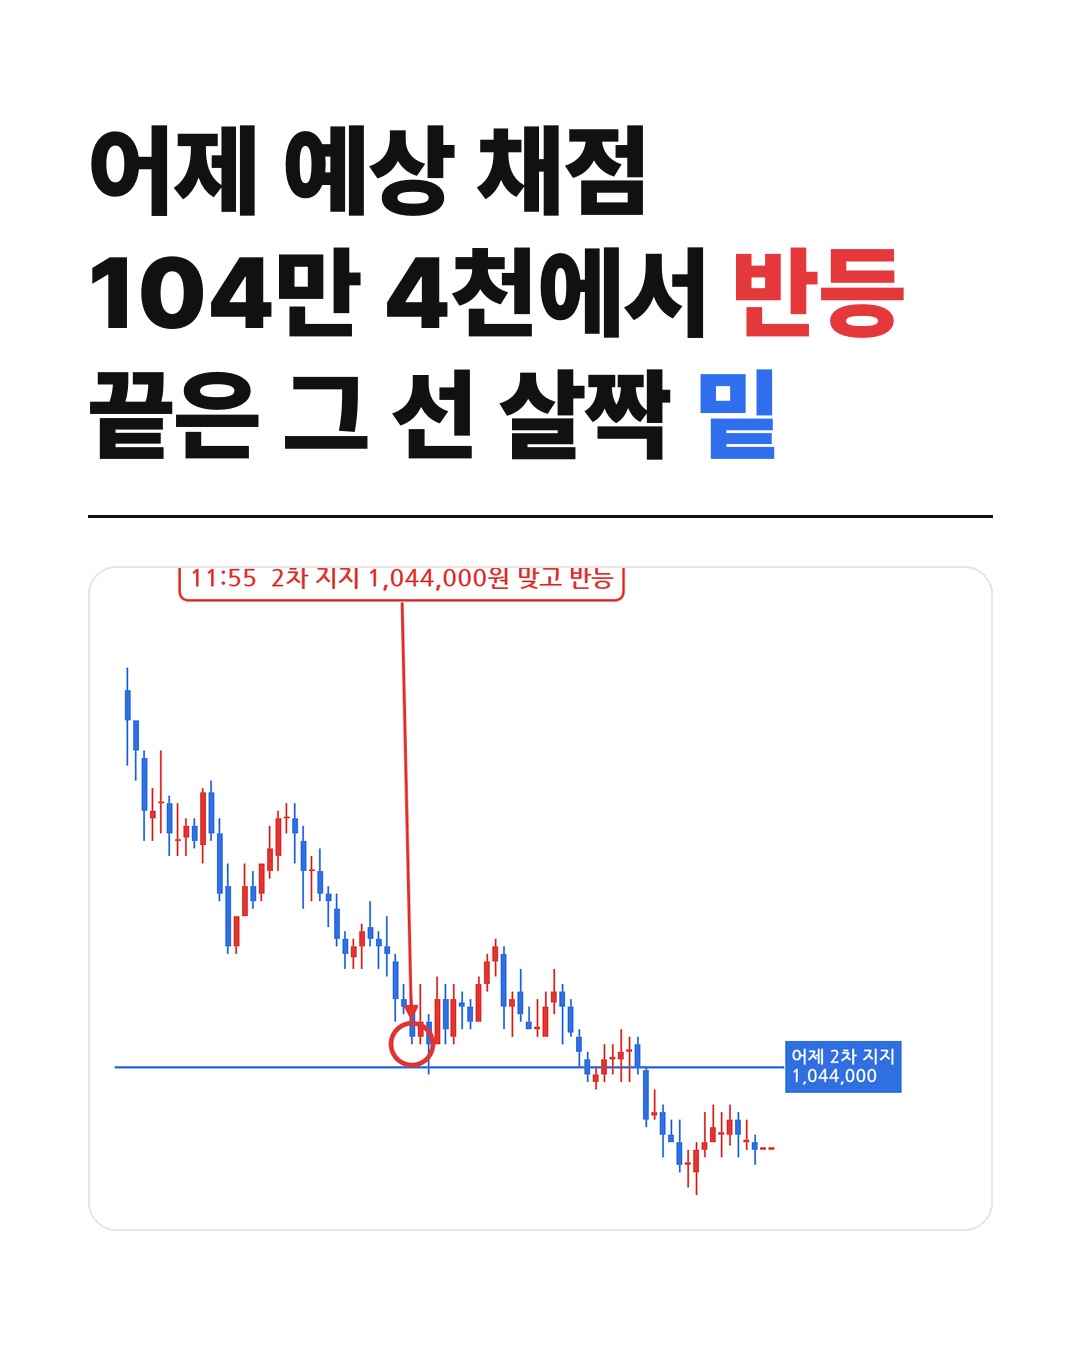 어제 예상 채점
104만 4천에서 반등
끝은 그 선 살짝 밑
11:55 2차 지지 1,044,000원 맞고 반등
어제 2차 지지
1,044,000